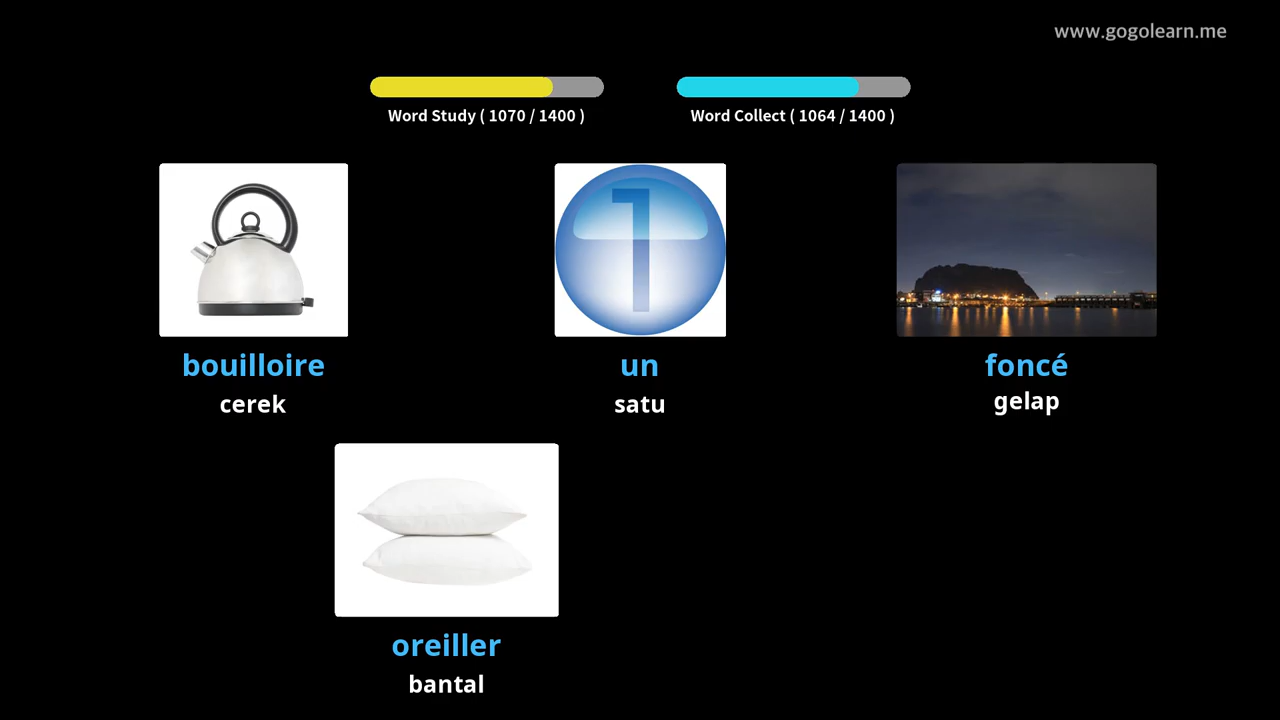 www.gogolearn.me
Word Study ( 1070 / 1400 )
Word Collect ( 1064 / 1400 )
1
bouilloire
un
foncé
cerek
satu
gelap
oreiller
bantal